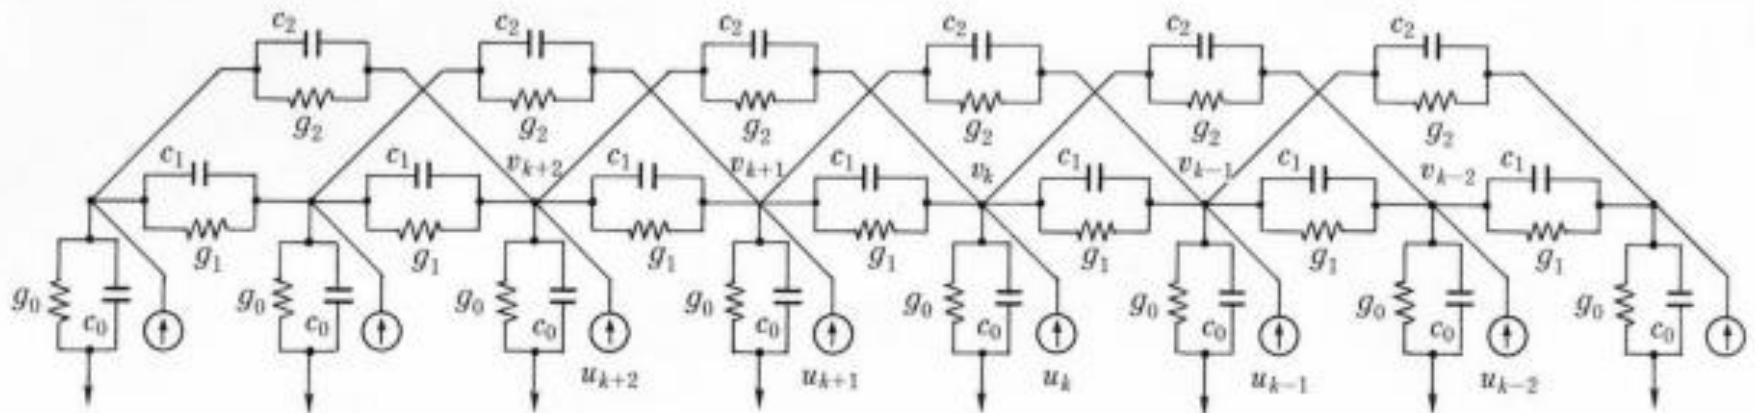 c₂ c₂ c₂ c₂ c₂ c₂
g₂ g₂ g₂ g₂ g₂ g₂
c₁ c₁ vₖ₊₂ c₁ vₖ₊₁ c₁ vₖ c₁ vₖ₋₁ c₁ vₖ₋₂ c₁
g₁ g₁ g₁ g₁ g₁ g₁ g₁
g₀ c₀ g₀ c₀ g₀ c₀ g₀ c₀ g₀ c₀ g₀ c₀ g₀ c₀ g₀ c₀
uₖ₊₂ uₖ₊₁ uₖ uₖ₋₁ uₖ₋₂